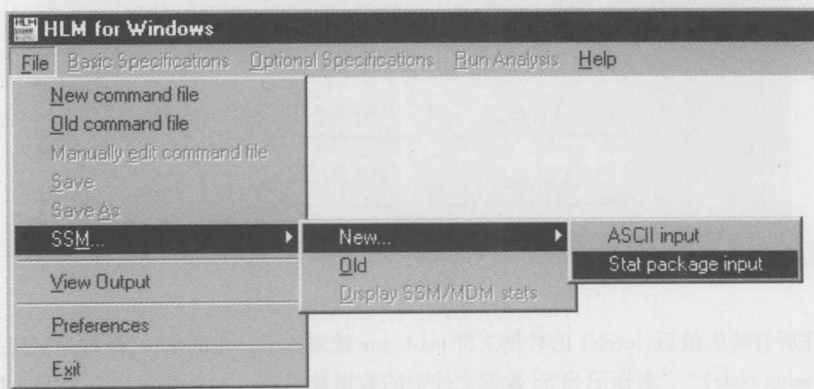 HLM for Windows
File Basic Specifications Optional Specifications Run Analysis Help
New command file
Old command file
Manually edit command file
Save
Save As
SSM...
New...
ASCII input
Old
Stat package input
Display SSM/MDM stats
View Output
Preferences
Exit